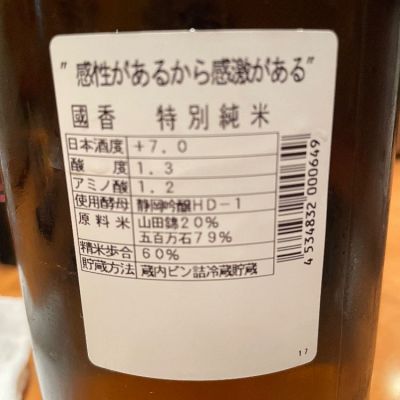 "感性があるから感激がある"
國香 特別純米
日本酒度 +7.0
酸度 1.3
アミノ酸 1.2
使用酵母 静岡吟醸HD-1
原料米 山田錦20%
五百万石79%
精米歩合 60%
貯蔵方法 蔵内ビン詰冷蔵貯蔵
4 534832 000649
17